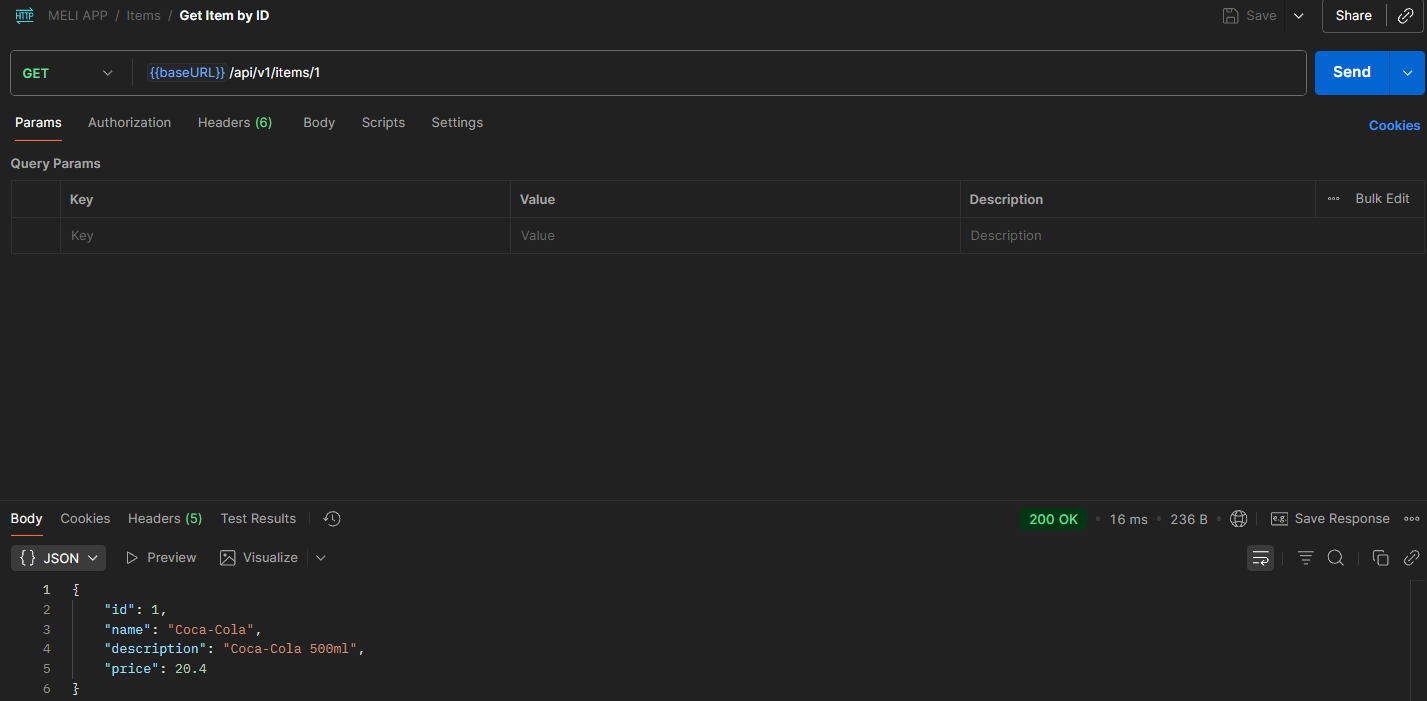 HTTP MELI APP / Items / Get Item by ID Save Share
GET {{baseURL}} /api/v1/items/1 Send
Params Authorization Headers (6) Body Scripts Settings Cookies
Query Params
Key Value Description Bulk Edit
Key Value Description
Body Cookies Headers (5) Test Results 200 OK • 16 ms • 236 B • e.g. Save Response
{} JSON Preview Visualize
1 {
2 "id": 1,
3 "name": "Coca-Cola",
4 "description": "Coca-Cola 500ml",
5 "price": 20.4
6 }